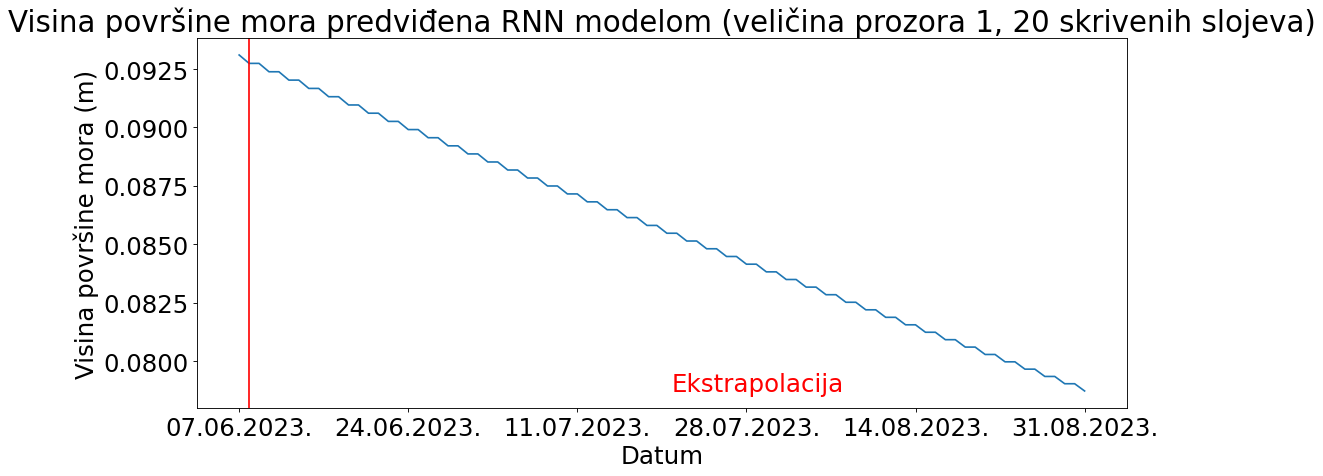 Visina površine mora predviđena RNN modelom (veličina prozora 1, 20 skrivenih slojeva)
Visina površine mora (m)
0.0925
0.0900
0.0875
0.0850
0.0825
0.0800
Ekstrapolacija
07.06.2023. 24.06.2023. 11.07.2023. 28.07.2023. 14.08.2023. 31.08.2023.
Datum